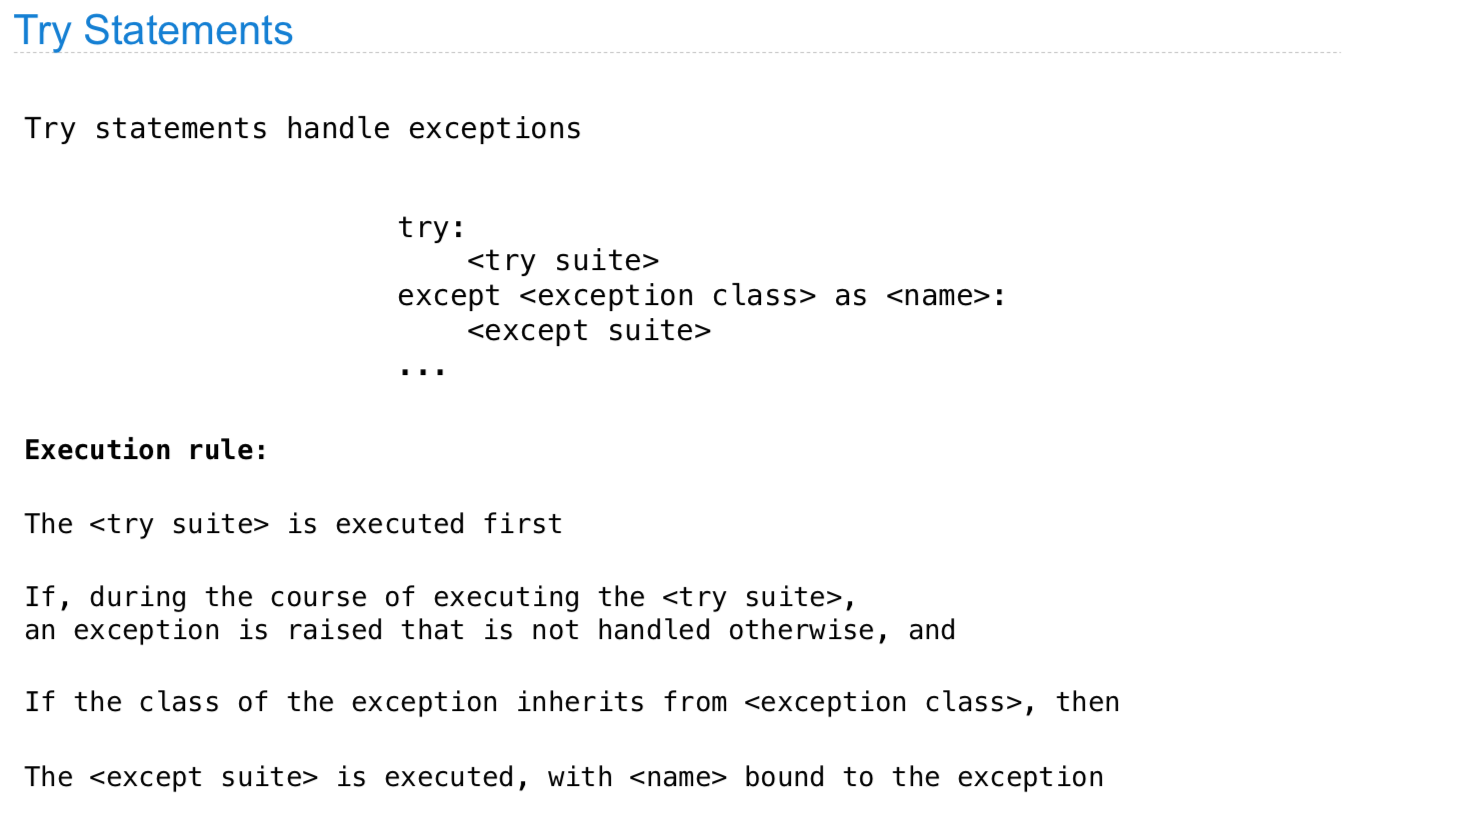 Try Statements
Try statements handle exceptions
try:
    <try suite>
except <exception class> as <name>:
    <except suite>
...
Execution rule:
The <try suite> is executed first
If, during the course of executing the <try suite>,
an exception is raised that is not handled otherwise, and
If the class of the exception inherits from <exception class>, then
The <except suite> is executed, with <name> bound to the exception